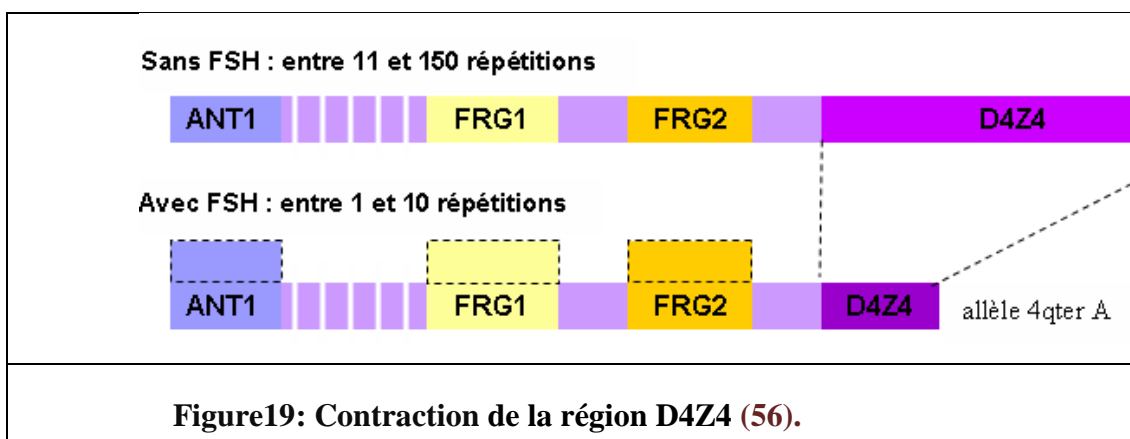 Sans FSH : entre 11 et 150 répétitions
ANT1 FRG1 FRG2 D4Z4
Avec FSH : entre 1 et 10 répétitions
ANT1 FRG1 FRG2 D4Z4 allèle 4qter A
Figure19: Contraction de la région D4Z4 (56).